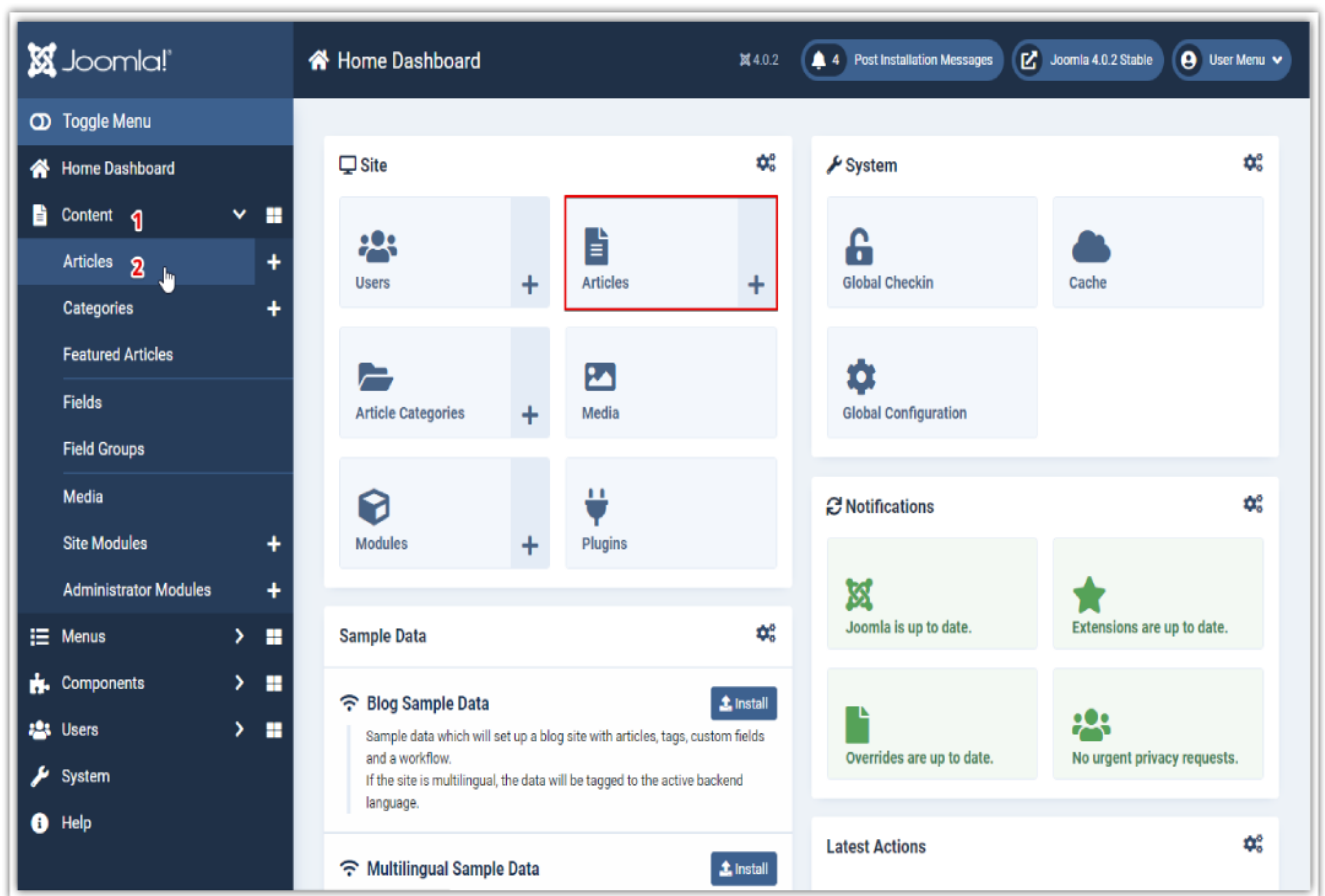 Joomla!®
Home Dashboard
4.0.2
4 Post Installation Messages
Joomla 4.0.2 Stable
User Menu
Toggle Menu
Home Dashboard
Content 1
Articles 2
Categories
Featured Articles
Fields
Field Groups
Media
Site Modules
Administrator Modules
Menus
Components
Users
System
Help
Site
Users
Articles
Article Categories
Media
Modules
Plugins
Sample Data
Blog Sample Data
Install
Sample data which will set up a blog site with articles, tags, custom fields
and a workflow.
If the site is multilingual, the data will be tagged to the active backend
language.
Multilingual Sample Data
Install
System
Global Checkin
Cache
Global Configuration
Notifications
Joomla is up to date.
Extensions are up to date.
Overrides are up to date.
No urgent privacy requests.
Latest Actions